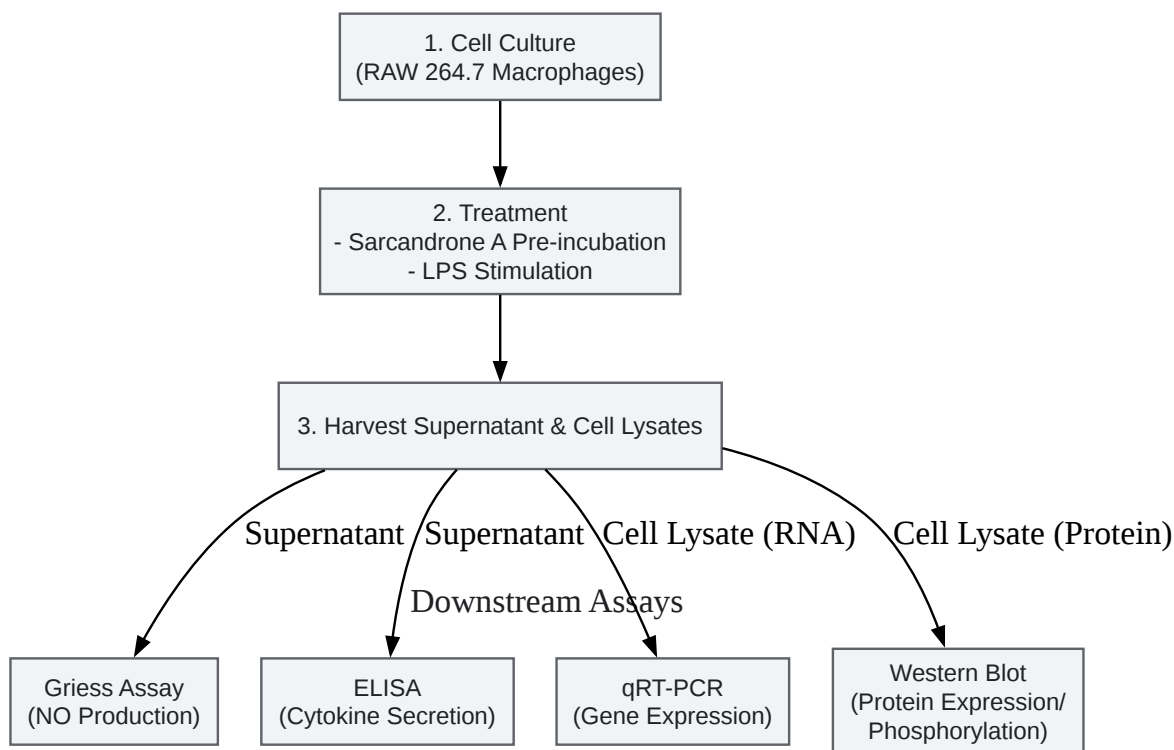 1. Cell Culture
(RAW 264.7 Macrophages)
2. Treatment
- Sarcandrone A Pre-incubation
- LPS Stimulation
3. Harvest Supernatant & Cell Lysates
Supernatant
Supernatant
Cell Lysate (RNA)
Cell Lysate (Protein)
Downstream Assays
Griess Assay
(NO Production)
ELISA
(Cytokine Secretion)
qRT-PCR
(Gene Expression)
Western Blot
(Protein Expression/
Phosphorylation)